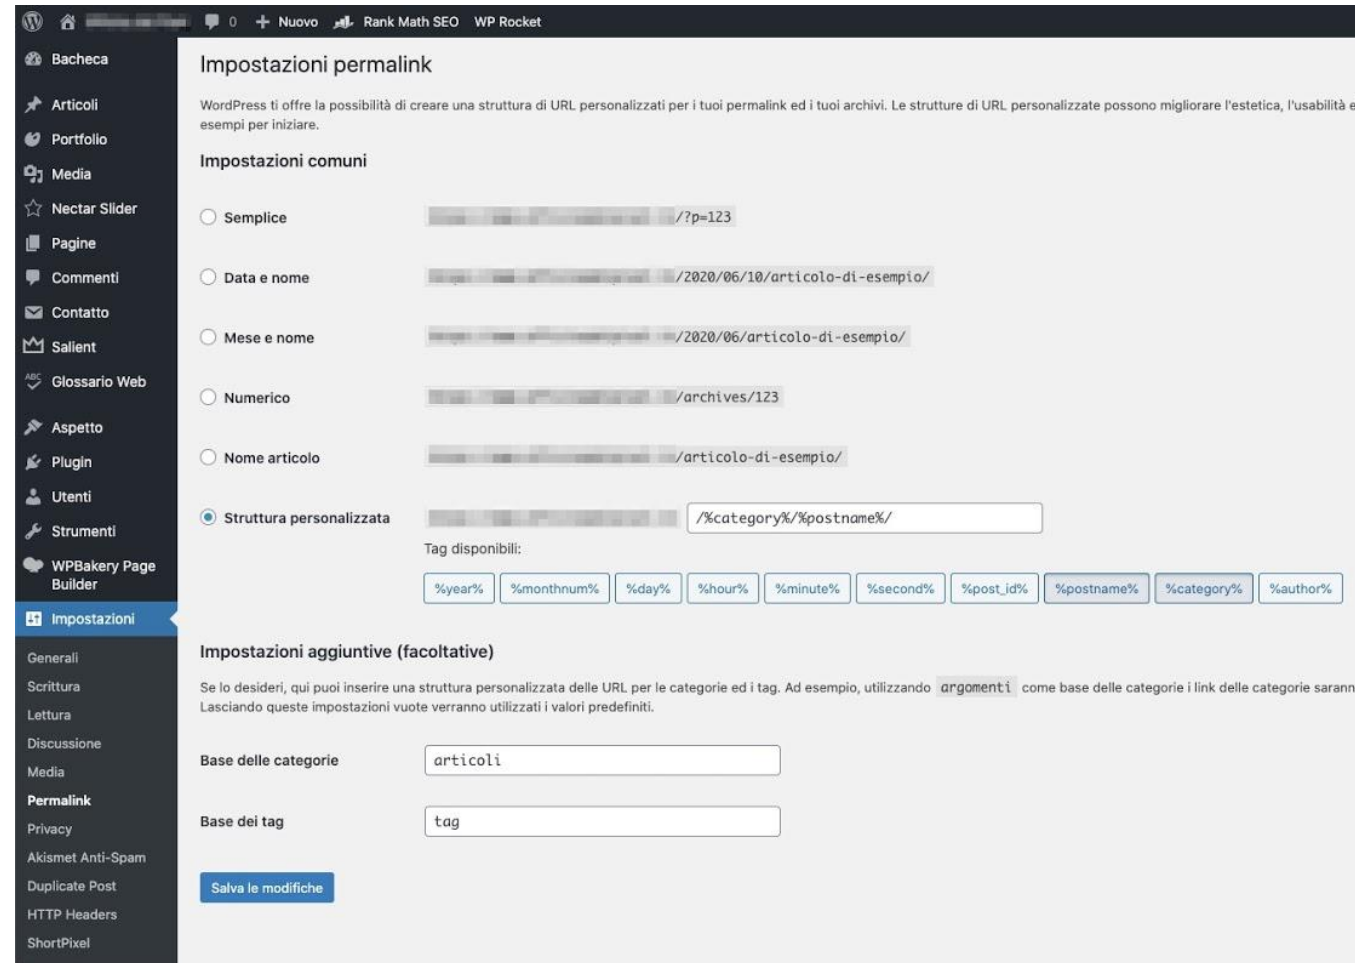 0 Nuovo Rank Math SEO WP Rocket
Bacheca
Articoli
Portfolio
Media
Nectar Slider
Pagine
Commenti
Contatto
Salient
ABC Glossario Web
Aspetto
Plugin
Utenti
Strumenti
WPBakery Page
Builder
Impostazioni
Generali
Scrittura
Lettura
Discussione
Media
Permalink
Privacy
Akismet Anti-Spam
Duplicate Post
HTTP Headers
ShortPixel
Impostazioni permalink
WordPress ti offre la possibilità di creare una struttura di URL personalizzati per i tuoi permalink ed i tuoi archivi. Le strutture di URL personalizzate possono migliorare l'estetica, l'usabilità e
esempi per iniziare.
Impostazioni comuni
Semplice /?p=123
Data e nome /2020/06/10/articolo-di-esempio/
Mese e nome /2020/06/articolo-di-esempio/
Numerico /archives/123
Nome articolo /articolo-di-esempio/
Struttura personalizzata /%category%/%postname%/
Tag disponibili:
%year% %monthnum% %day% %hour% %minute% %second% %post_id% %postname% %category% %author%
Impostazioni aggiuntive (facoltative)
Se lo desideri, qui puoi inserire una struttura personalizzata delle URL per le categorie ed i tag. Ad esempio, utilizzando argomenti come base delle categorie i link delle categorie sarann
Lasciando queste impostazioni vuote verranno utilizzati i valori predefiniti.
Base delle categorie articoli
Base dei tag tag
Salva le modifiche